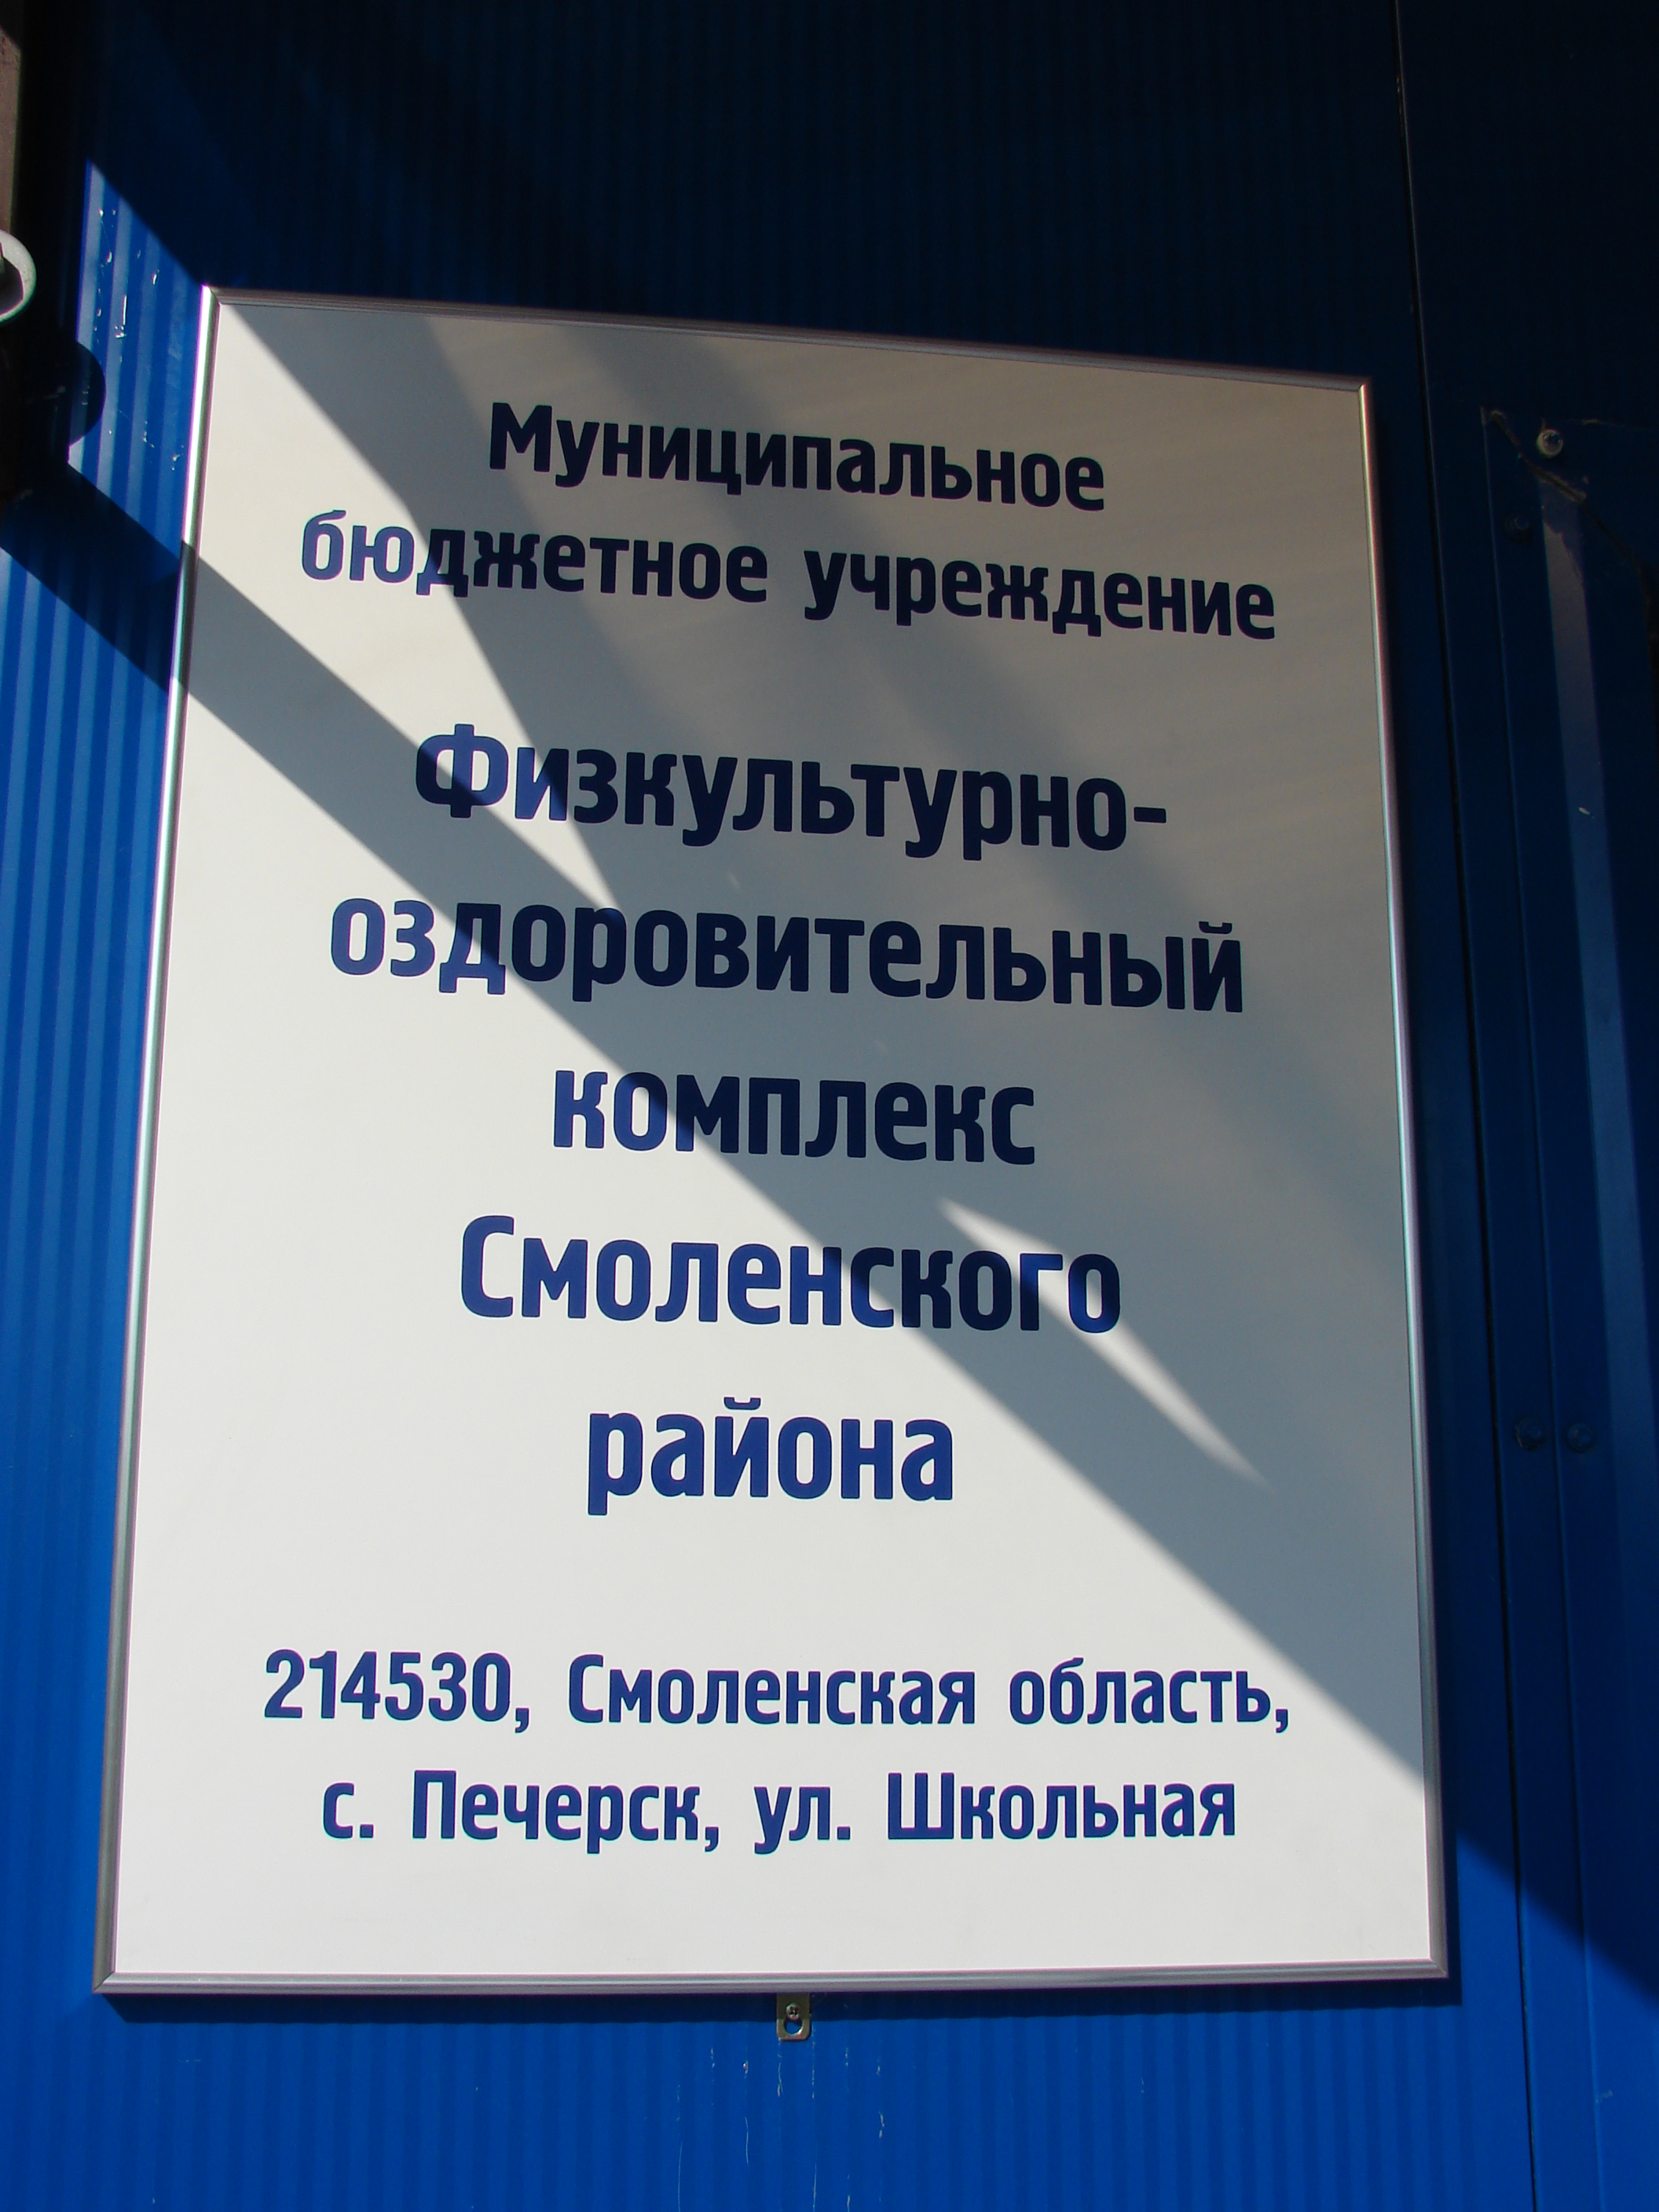 Муниципальное
бюджетное учреждение
Физкультурно-
оздоровительный
комплекс
Смоленского
района
214530, Смоленская область,
с. Печерск, ул. Школьная